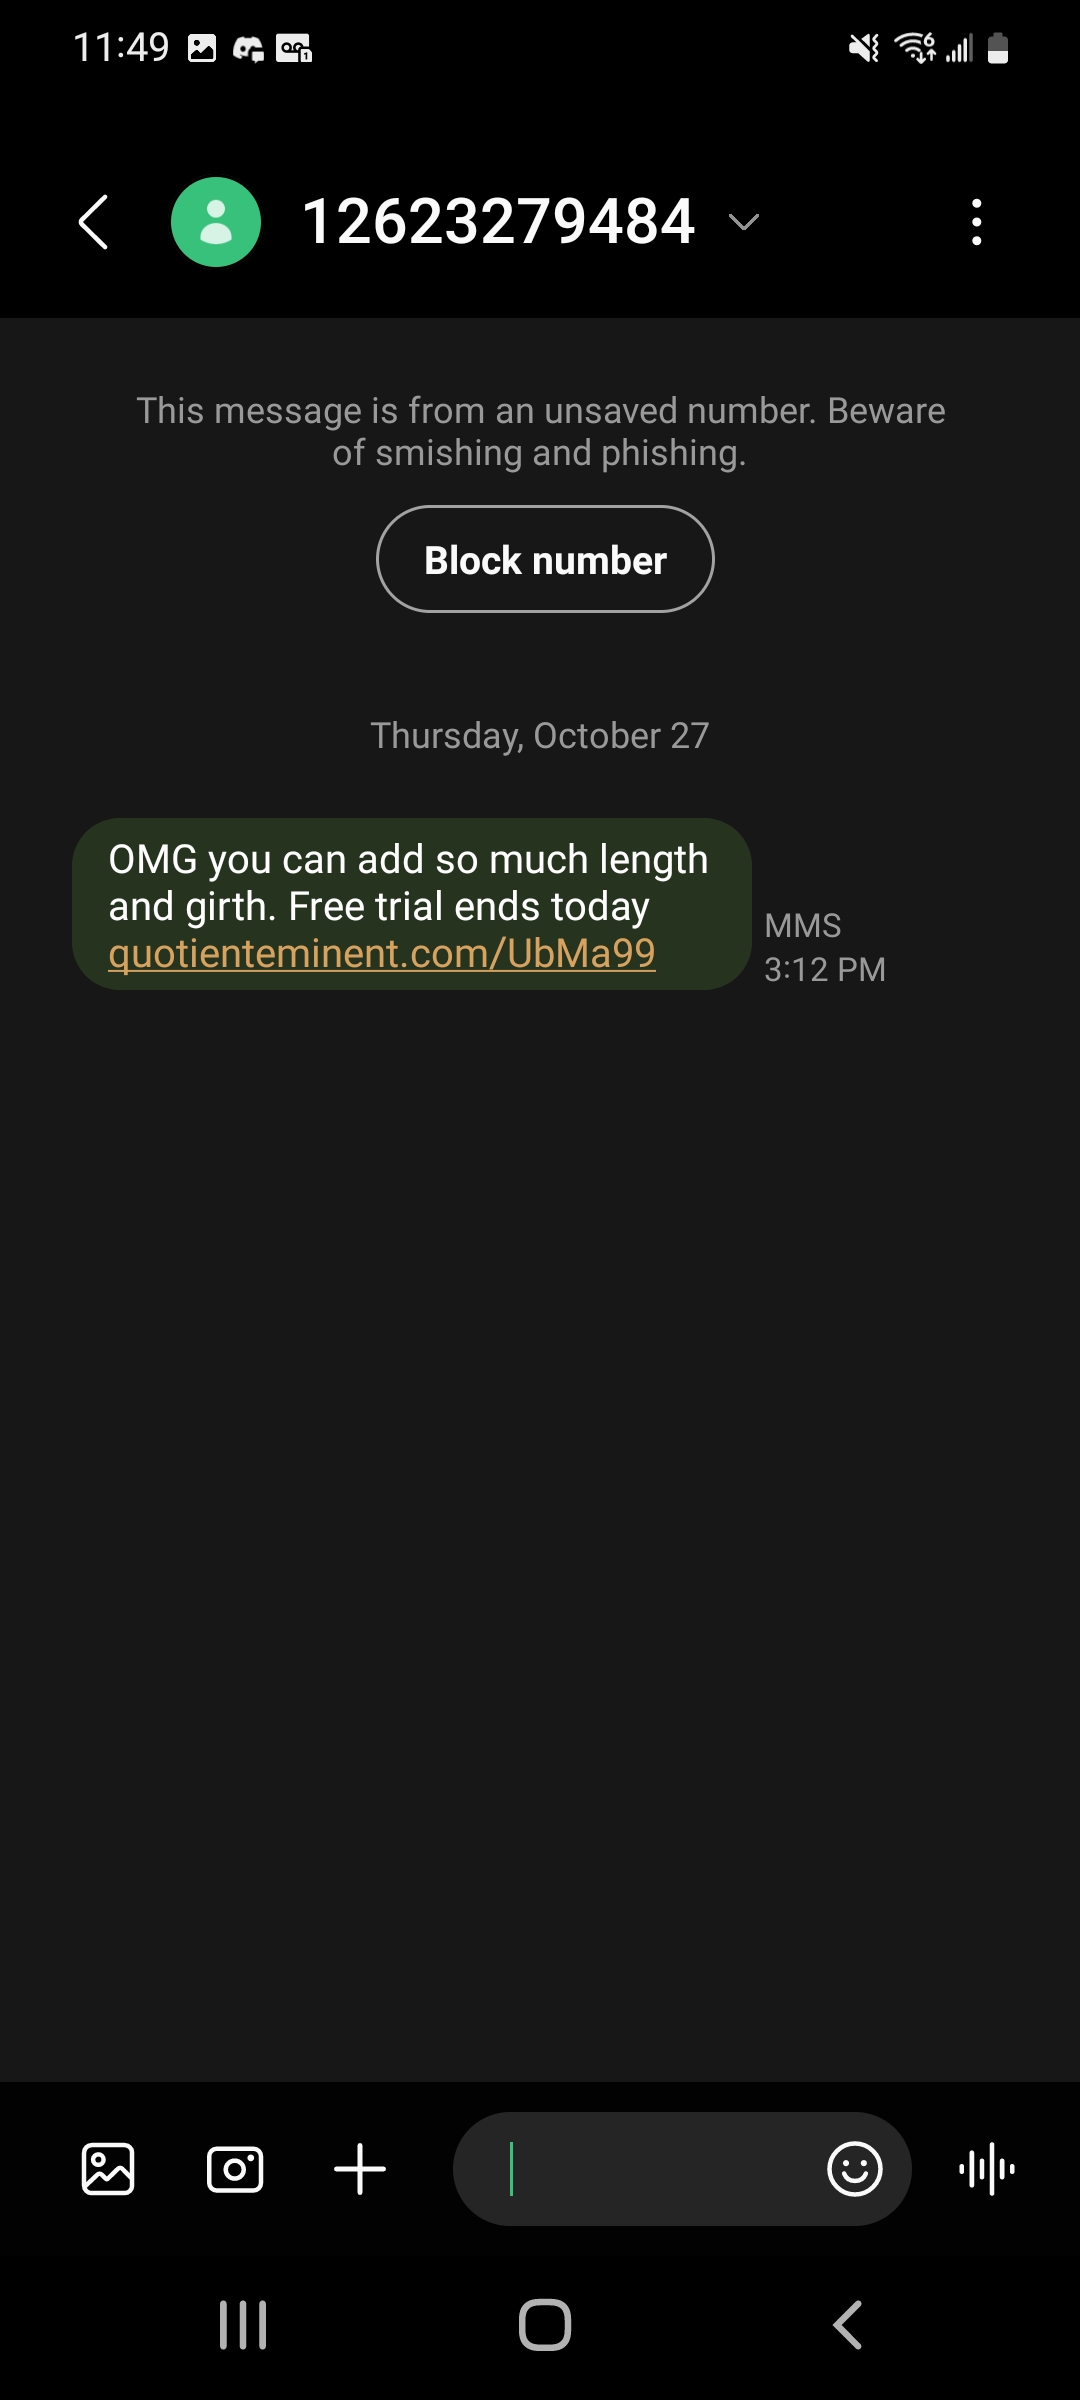 11:49
12623279484
This message is from an unsaved number. Beware
of smishing and phishing.
Block number
Thursday, October 27
OMG you can add so much length
and girth. Free trial ends today
quotienteminent.com/UbMa99
MMS
3:12 PM